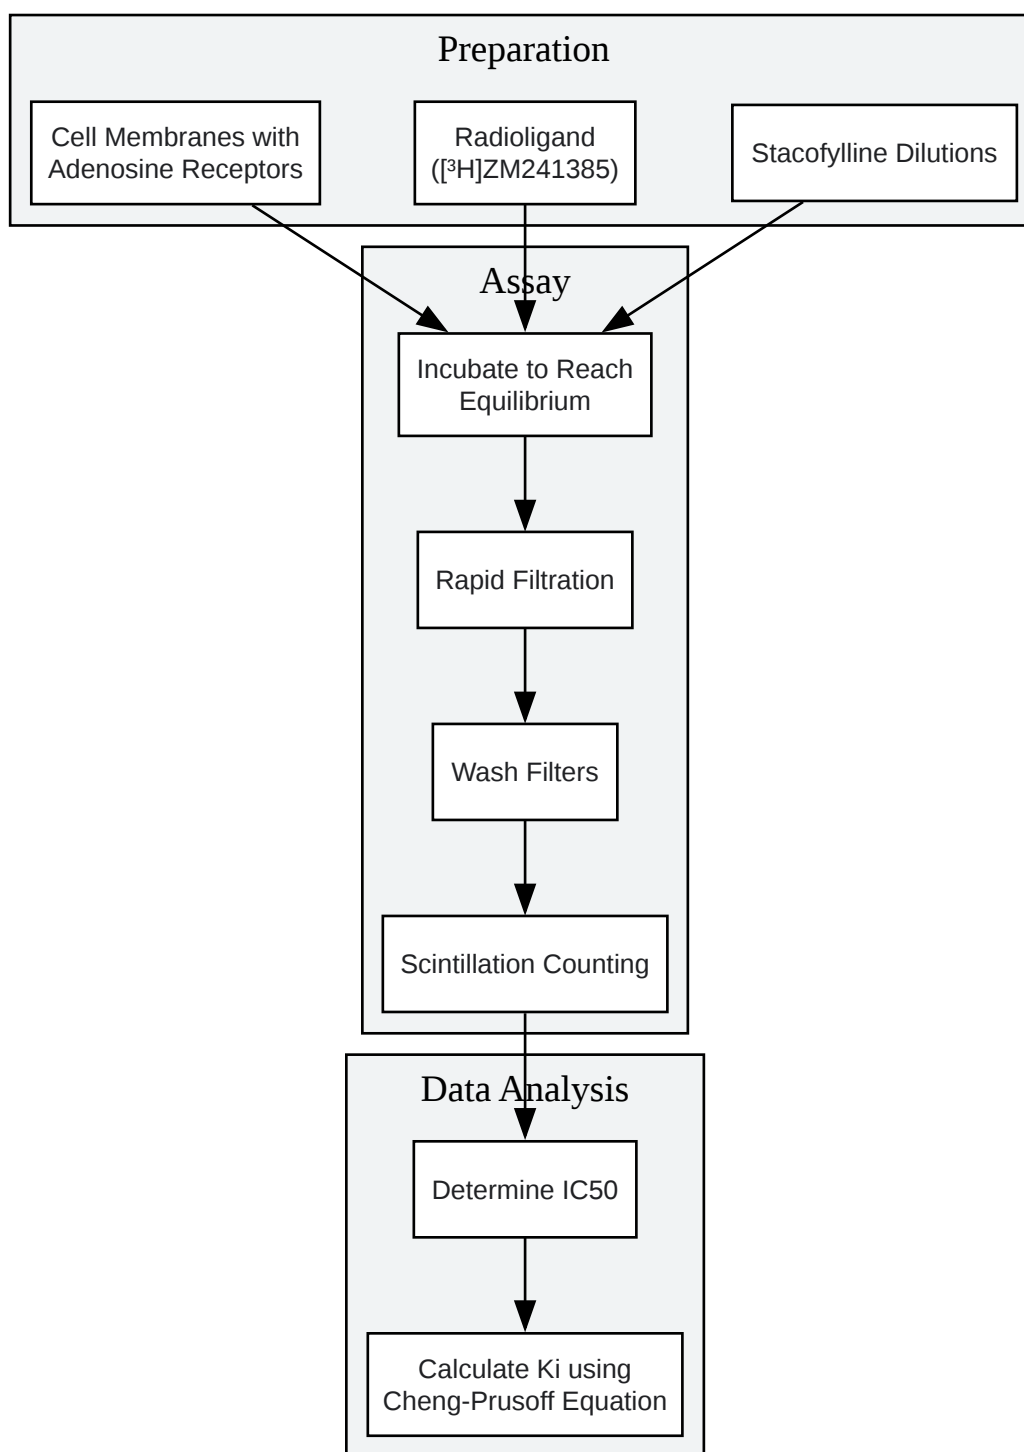 Preparation
Cell Membranes with
Adenosine Receptors
Radioligand
([³H]ZM241385)
Stacofylline Dilutions
Assay
Incubate to Reach
Equilibrium
Rapid Filtration
Wash Filters
Scintillation Counting
Data Analysis
Determine IC50
Calculate Ki using
Cheng-Prusoff Equation